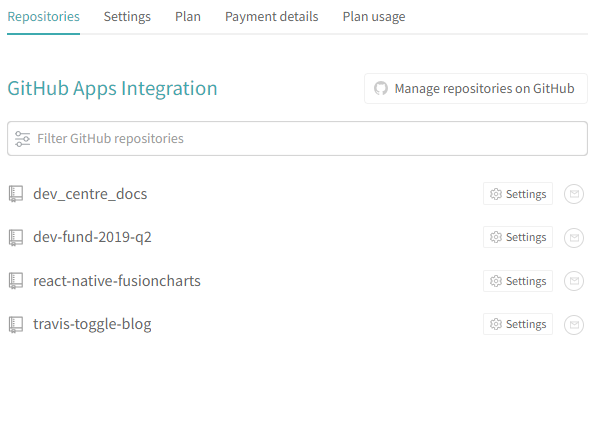 Repositories Settings Plan Payment details Plan usage
GitHub Apps Integration Manage repositories on GitHub
Filter GitHub repositories
dev_centre_docs Settings
dev-fund-2019-q2 Settings
react-native-fusioncharts Settings
travis-toggle-blog Settings